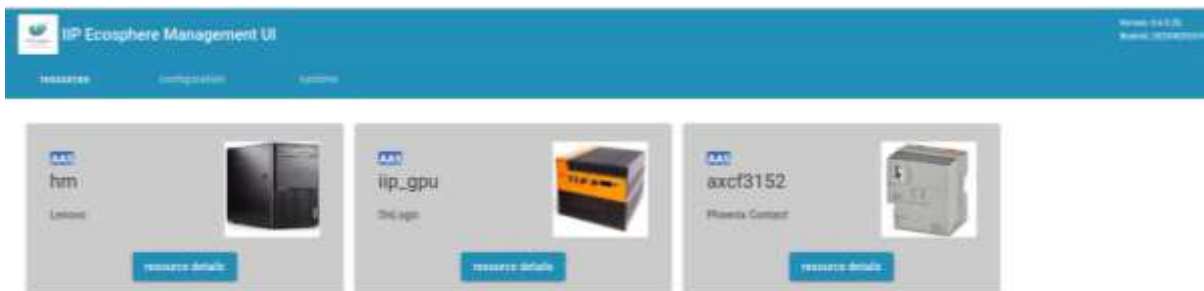 IIP Ecosphere Management UI
resources configuration runtime
AAS
hm
Lenovo
resource details
AAS
iip_gpu
OnLogic
resource details
AAS
axcf3152
Phoenix Contact
resource details